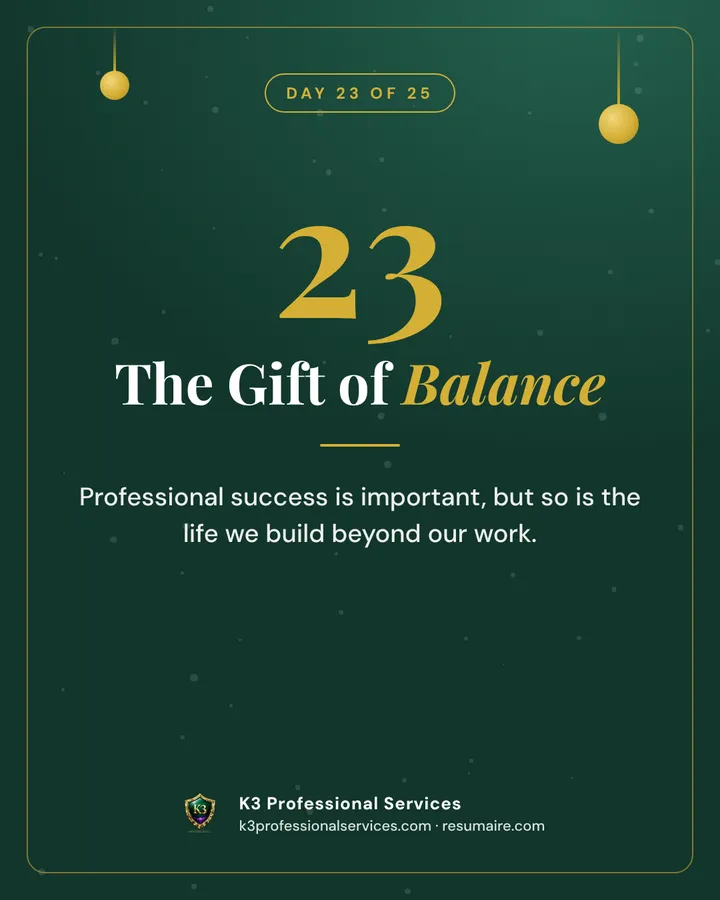 DAY 23 OF 25
23
The Gift of Balance
Professional success is important, but so is the
life we build beyond our work.
K3
K3 Professional Services
k3professionalservices.com · resumaire.com